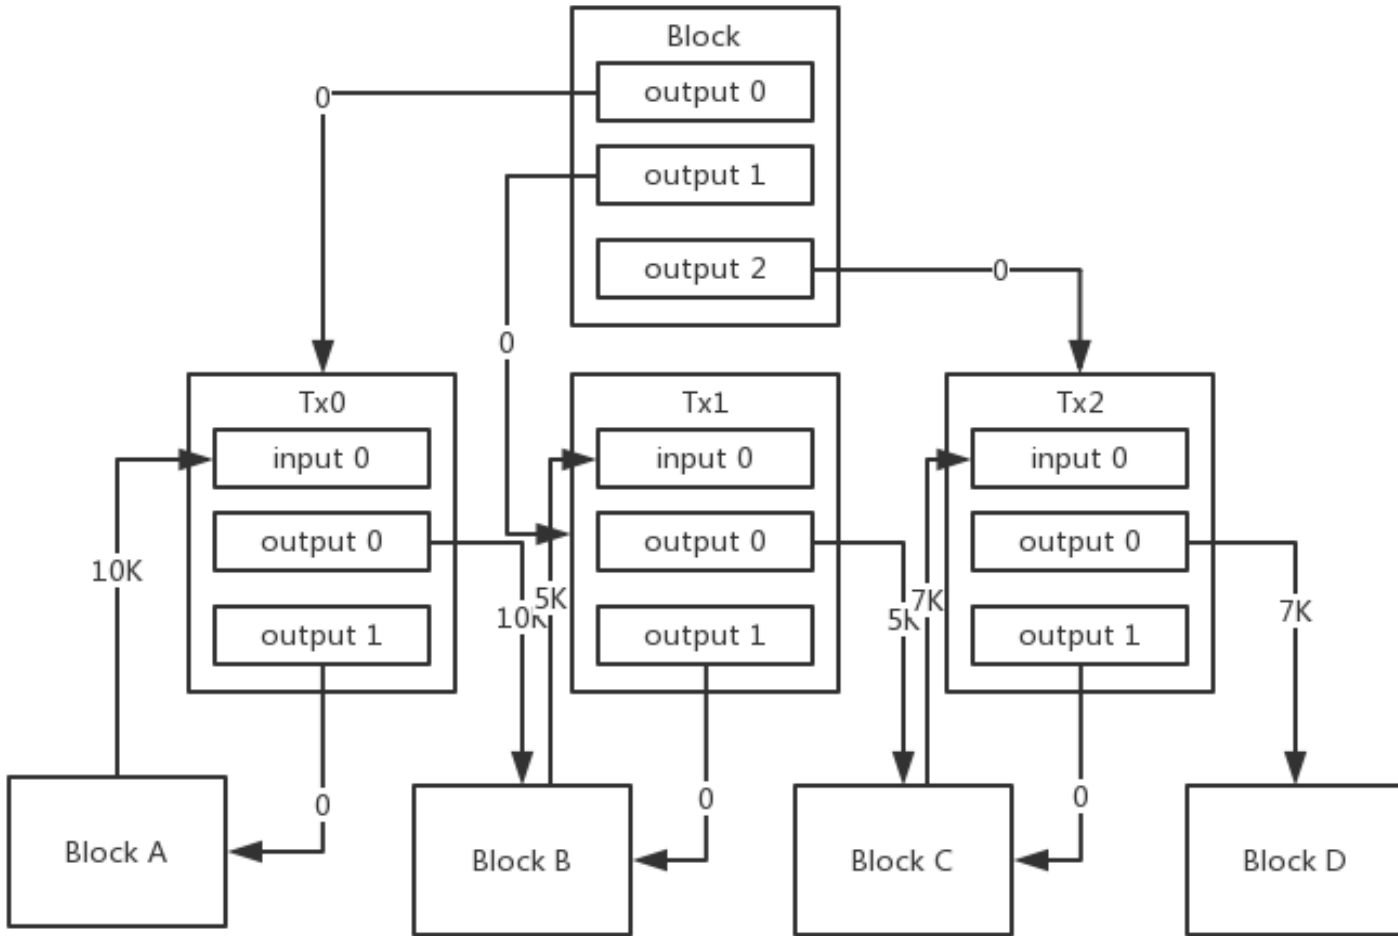 Block
output 0
0
output 1
output 2
0
0
Tx0
Tx1
Tx2
input 0
input 0
input 0
output 0
output 0
output 0
10K
10K
5K
5K
7K
7K
output 1
output 1
output 1
0
0
0
Block A
Block B
Block C
Block D